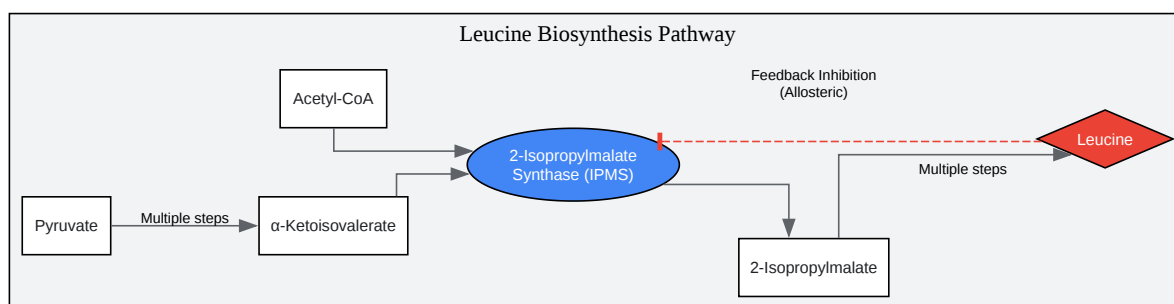 Leucine Biosynthesis Pathway
Feedback Inhibition
(Allosteric)
Acetyl-CoA
Leucine
2-Isopropylmalate
Synthase (IPMS)
Multiple steps
Pyruvate
Multiple steps
α-Ketoisovalerate
2-Isopropylmalate